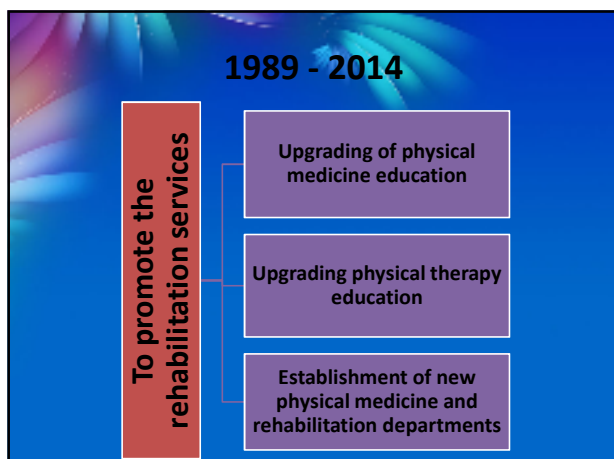 1989 - 2014
To promote the
rehabilitation services
Upgrading of physical
medicine education
Upgrading physical therapy
education
Establishment of new
physical medicine and
rehabilitation departments